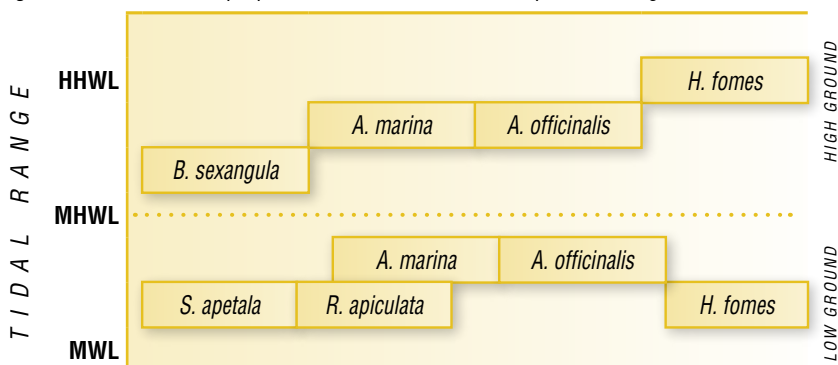 HHWL
H. fomes
A. marina
A. officinalis
B. sexangula
MHWL
A. marina
A. officinalis
S. apetala
R. apiculata
H. fomes
MWL
TIDAL RANGE
HIGH GROUND
LOW GROUND